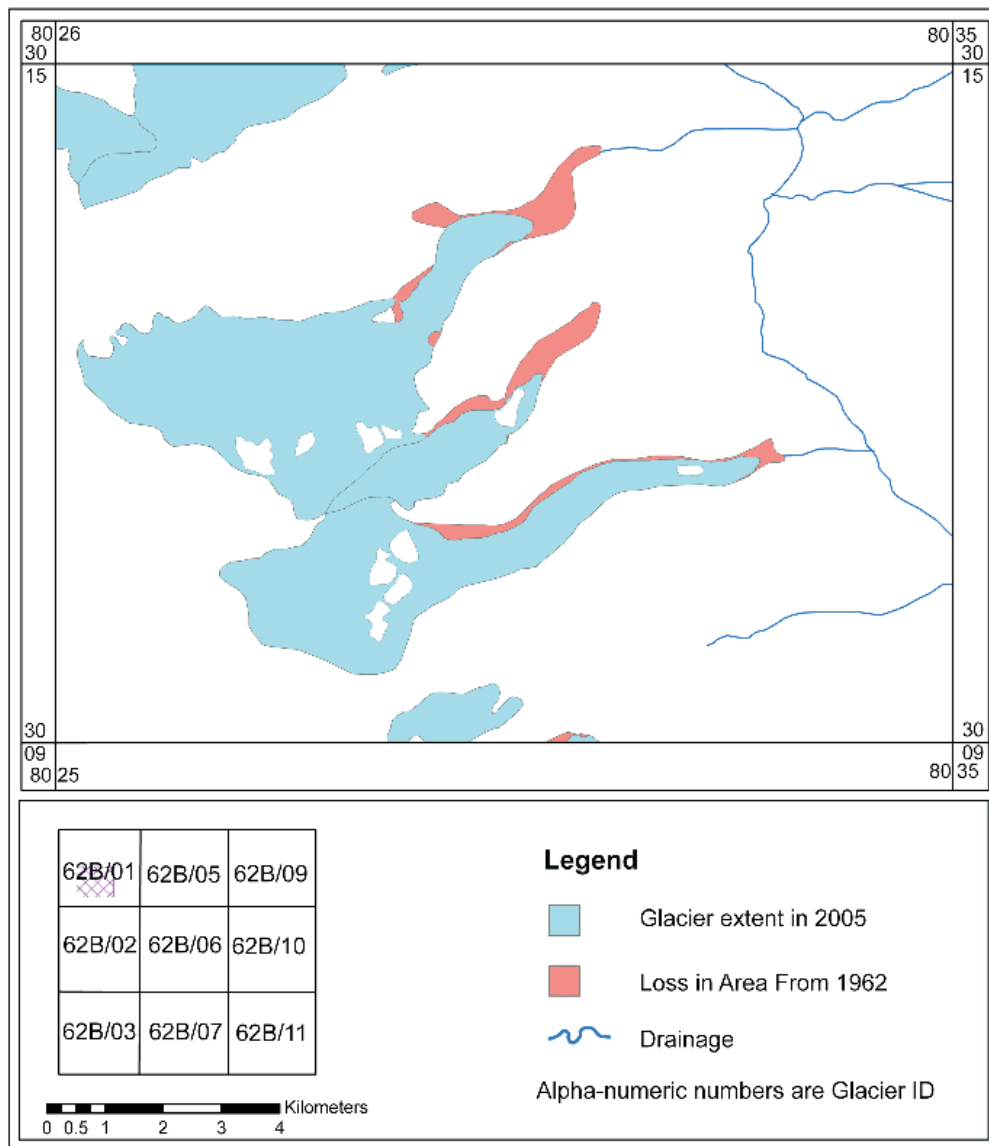 80 26
80 35
30
30
15
15
30
30
09
09
80 25
80 35
62B/01 62B/05 62B/09
62B/02 62B/06 62B/10
62B/03 62B/07 62B/11
Legend
Glacier extent in 2005
Loss in Area From 1962
Drainage
Alpha-numeric numbers are Glacier ID
Kilometers
0 0.5 1 2 3 4